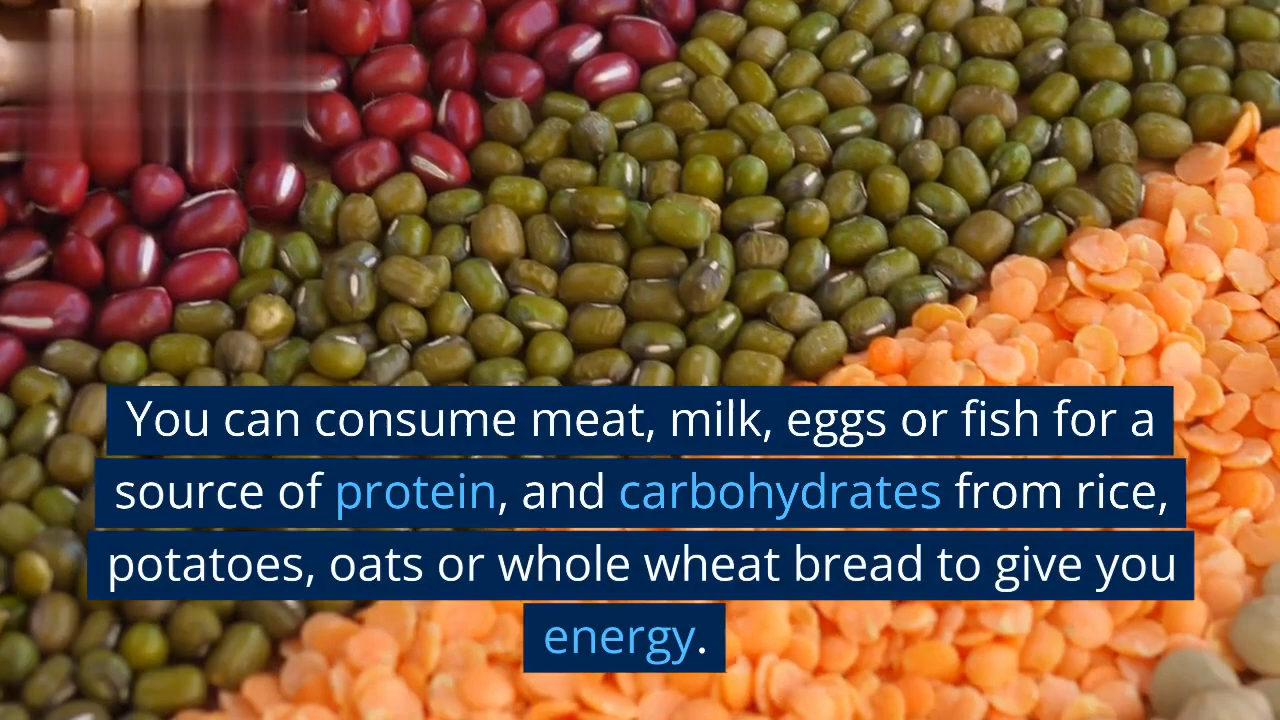 You can consume meat, milk, eggs or fish for a
source of protein, and carbohydrates from rice,
potatoes, oats or whole wheat bread to give you
energy.